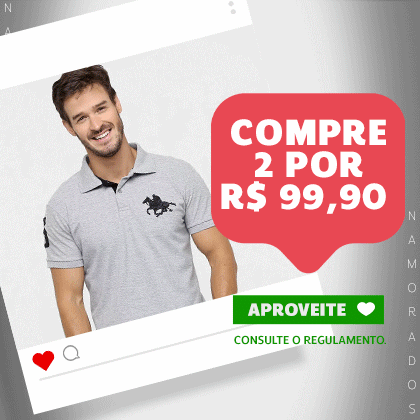 N
A
COMPRE
2 POR
R$ 99,90
APROVEITE
CONSULTE O REGULAMENTO.
NAMORADOS